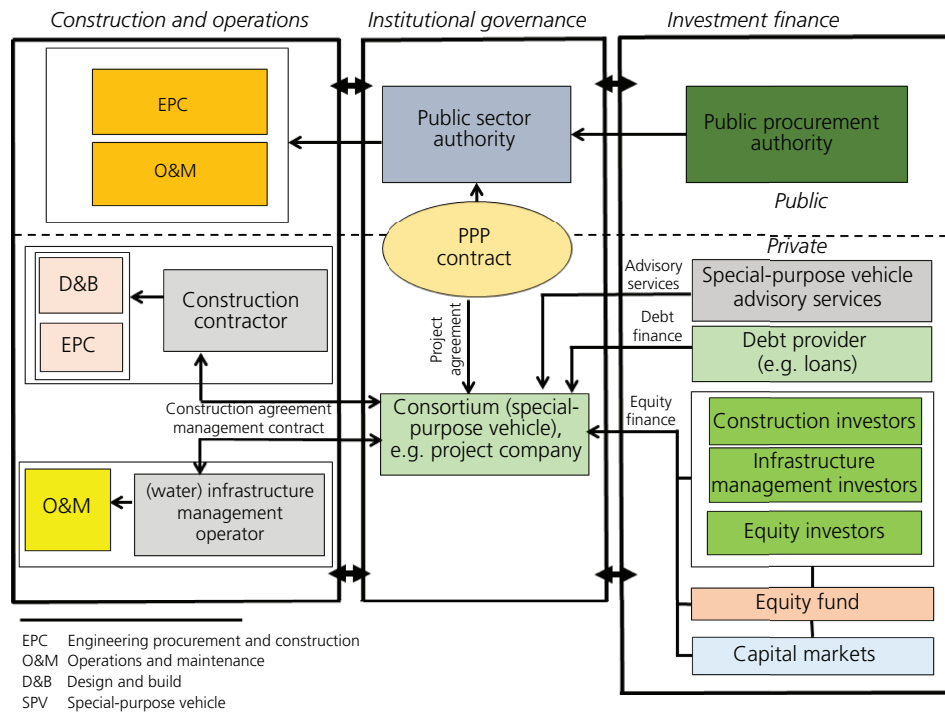 Construction and operations
Institutional governance
Investment finance
EPC
O&M
Public sector
authority
Public procurement
authority
Public
PPP
contract
Private
D&B
EPC
Construction
contractor
Project
agreement
Advisory
services
Special-purpose vehicle
advisory services
Debt
finance
Debt provider
(e.g. loans)
Construction agreement
management contract
Consortium (special-
purpose vehicle),
e.g. project company
Equity
finance
Construction investors
Infrastructure
management investors
Equity investors
O&M
(water) infrastructure
management
operator
Equity fund
Capital markets
EPC Engineering procurement and construction
O&M Operations and maintenance
D&B Design and build
SPV Special-purpose vehicle